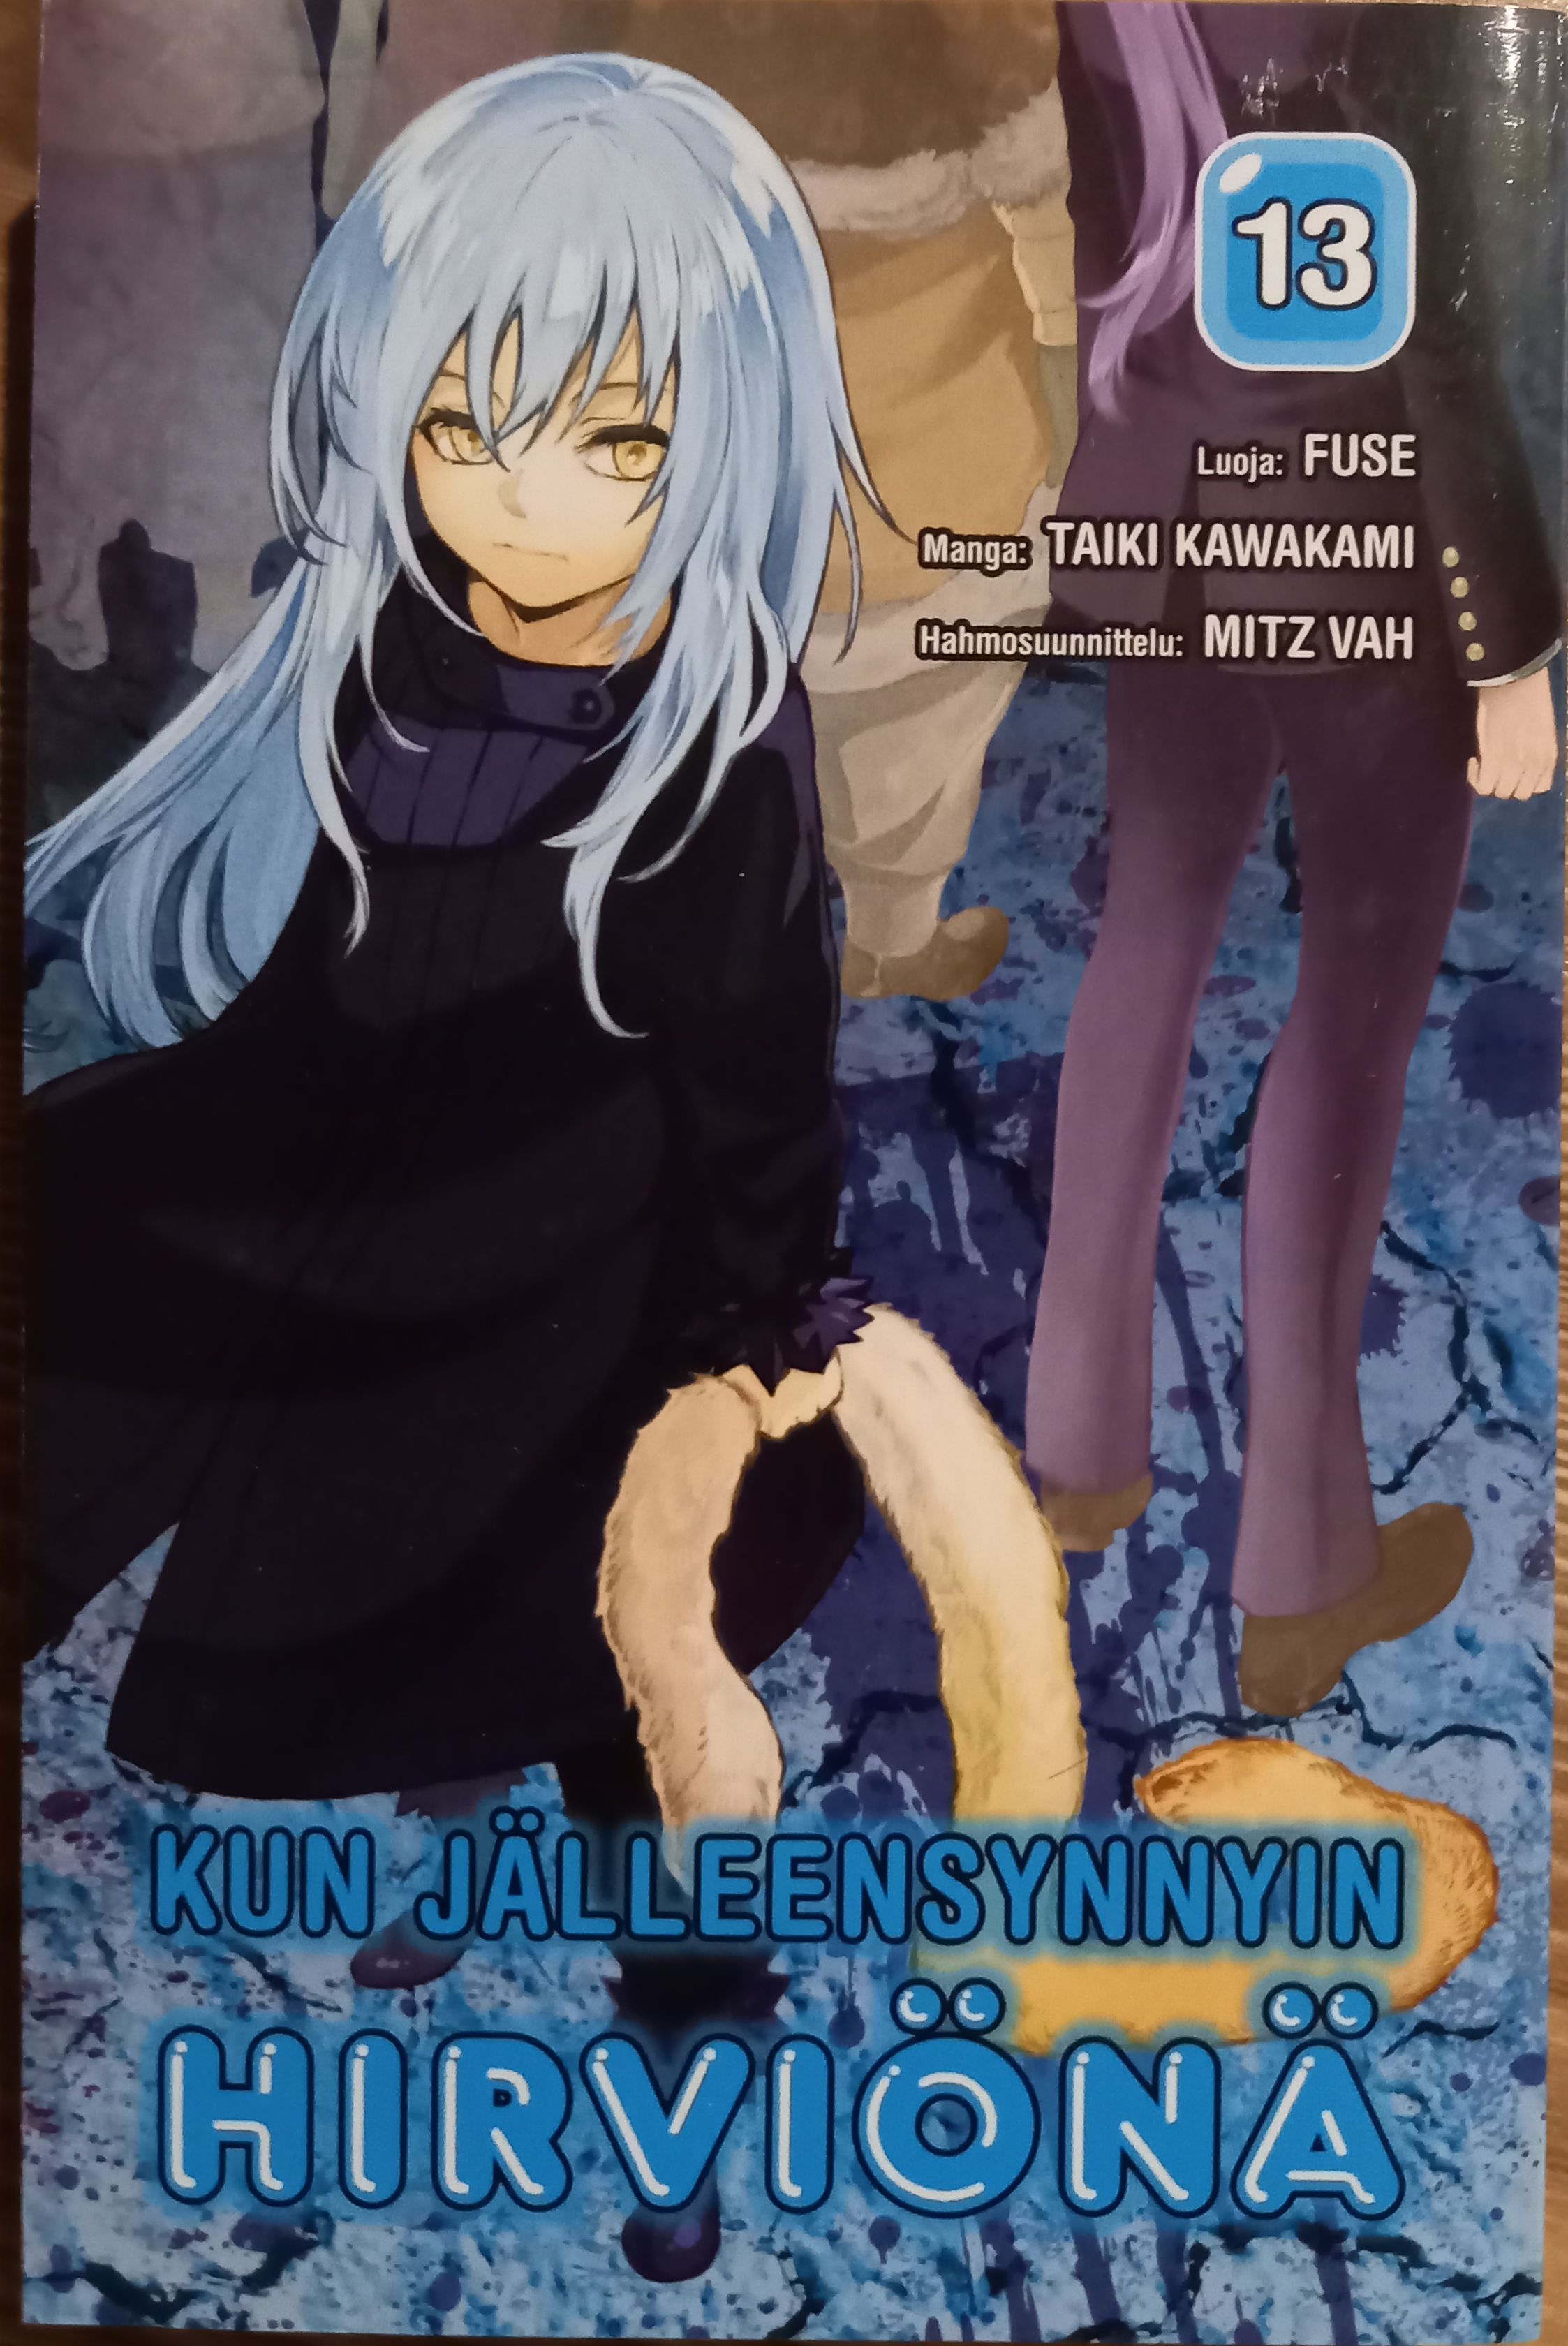 13
Luoja: FUSE
Manga: TAIKI KAWAKAMI
Hahmosuunnittelu: MITZ VAH
KUN JÄLLEENSYNNYIN
HIRVIÖNÄ